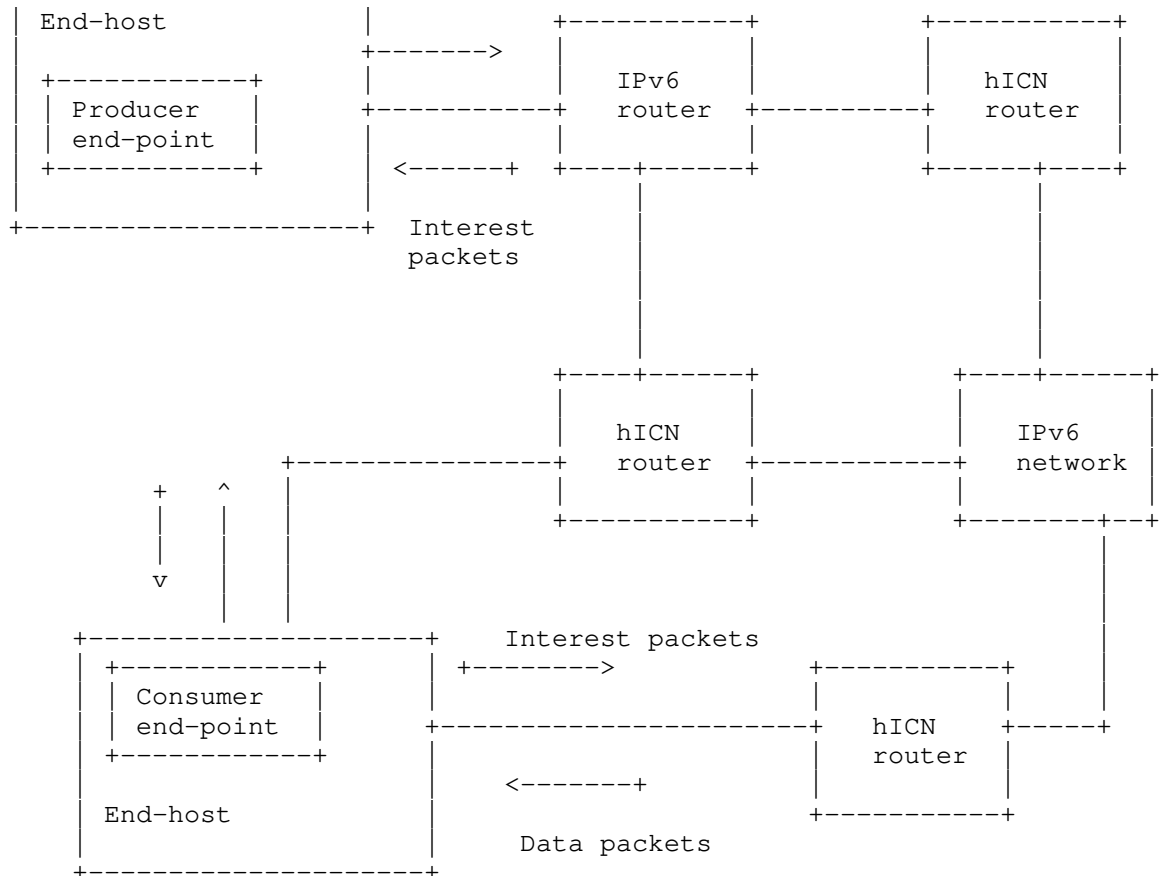 End-host
IPv6
router
hICN
router
Producer
end-point
Interest
packets
hICN
router
IPv6
network
Interest packets
Consumer
end-point
hICN
router
End-host
Data packets